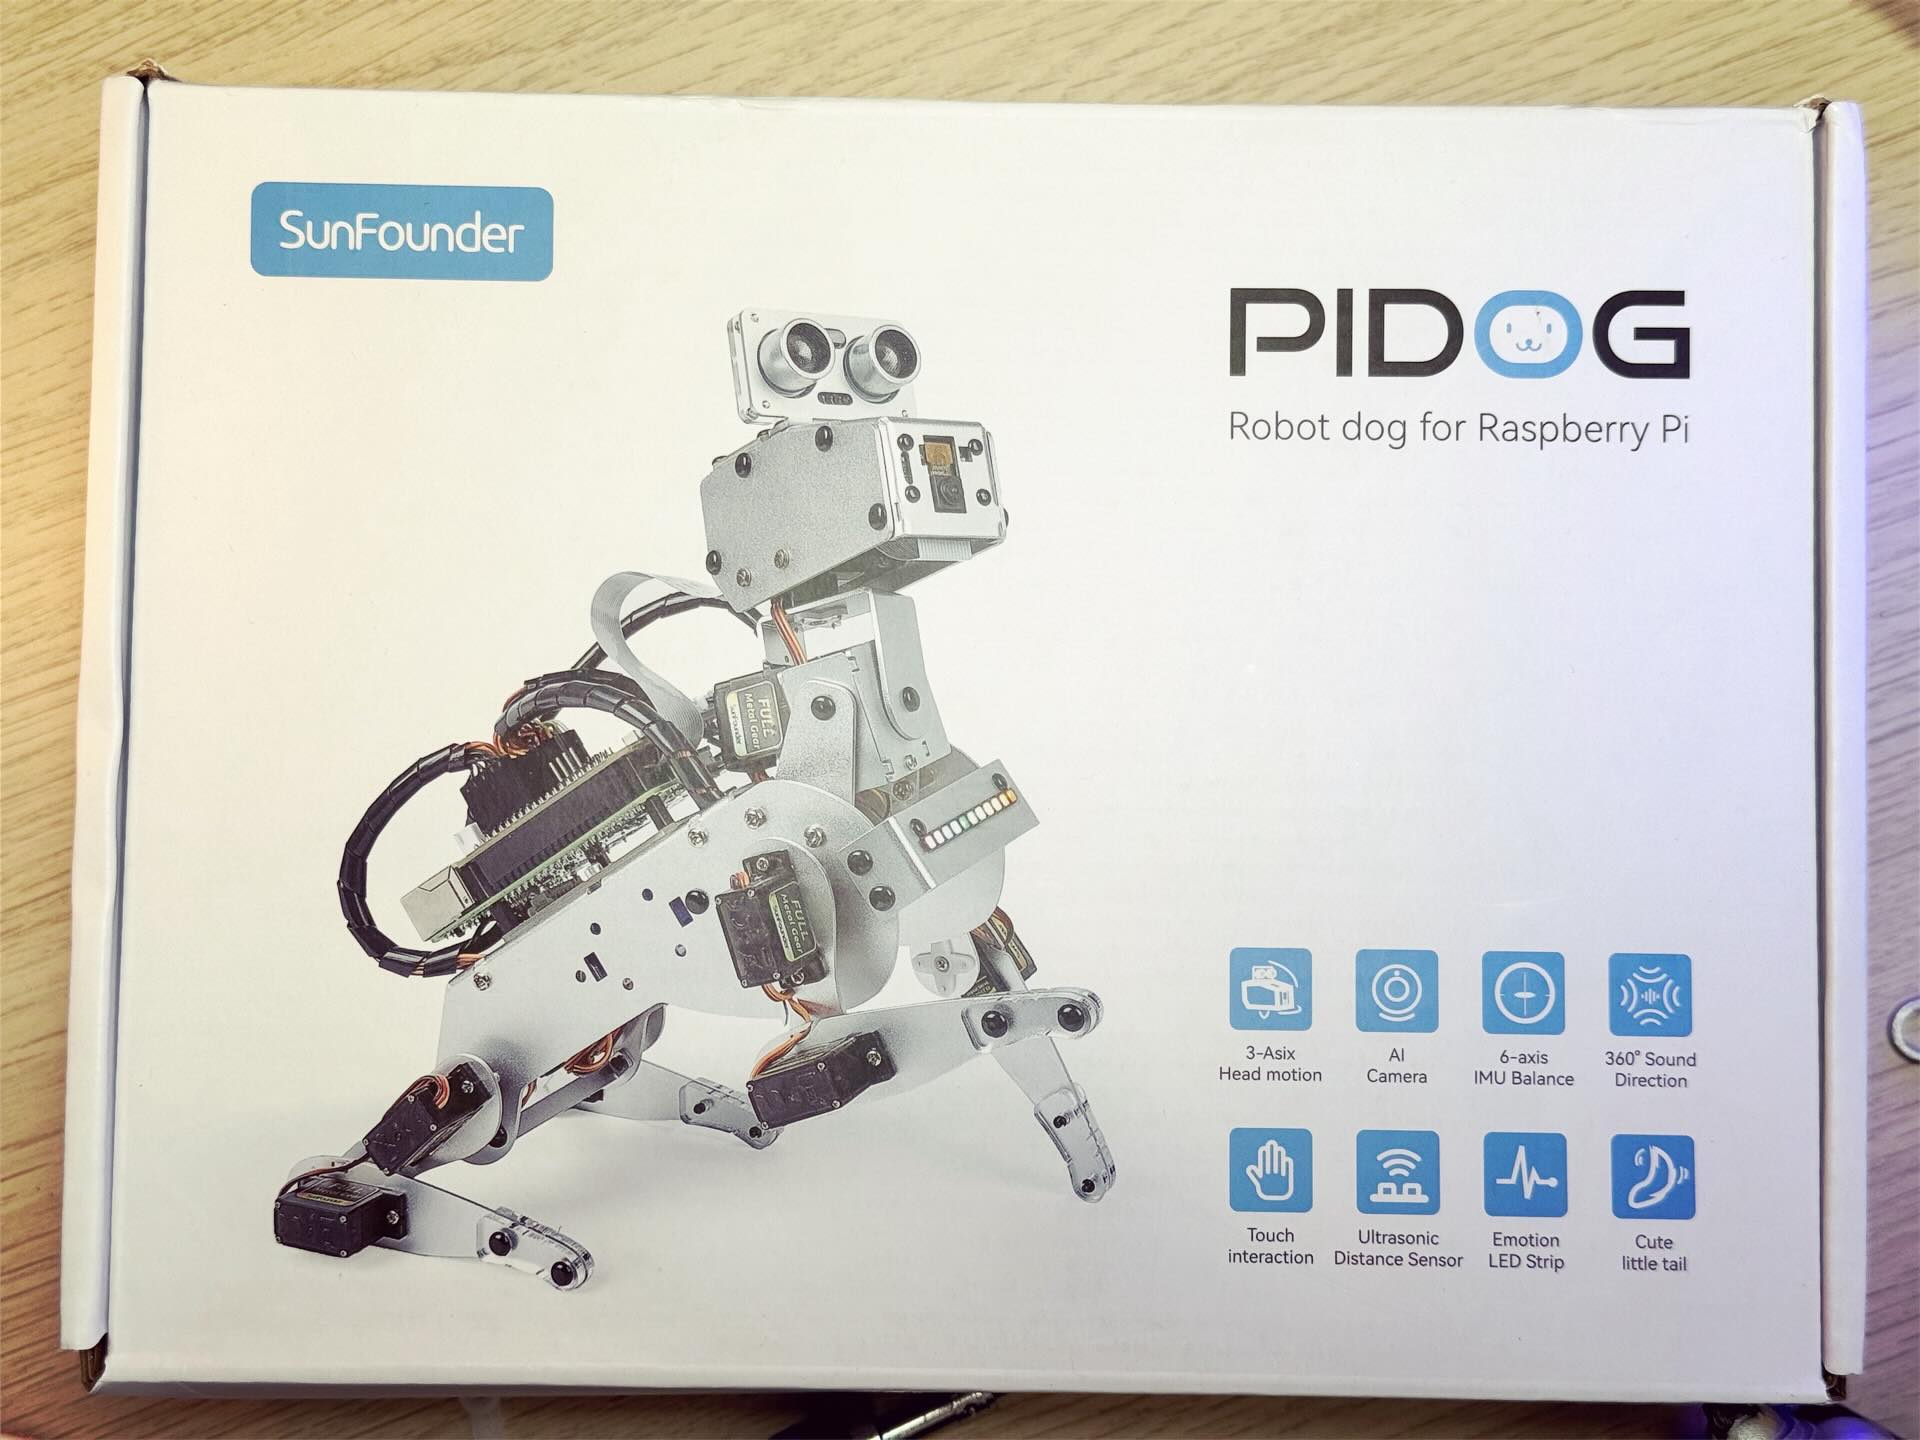 SunFounder
PIDOG
Robot dog for Raspberry Pi
FULL
Metal Gear
SunFounder
FULL
Metal Gear
3-Asix
Head motion
AI
Camera
6-axis
IMU Balance
360° Sound
Direction
Touch
interaction
Ultrasonic
Distance Sensor
Emotion
LED Strip
Cute
little tail